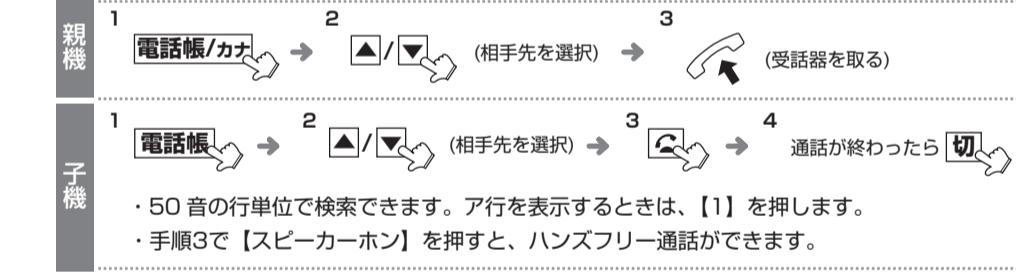 親機
1 電話帳/カナ → 2 ▲/▼ (相手先を選択) → 3 (受話器を取る)
子機
1 電話帳 → 2 ▲/▼ (相手先を選択) → 3 → 4 通話が終わったら 切
・50 音の行単位で検索できます。ア行を表示するときは、【1】を押します。
・手順3で【スピーカーホン】を押すと、ハンズフリー通話ができます。